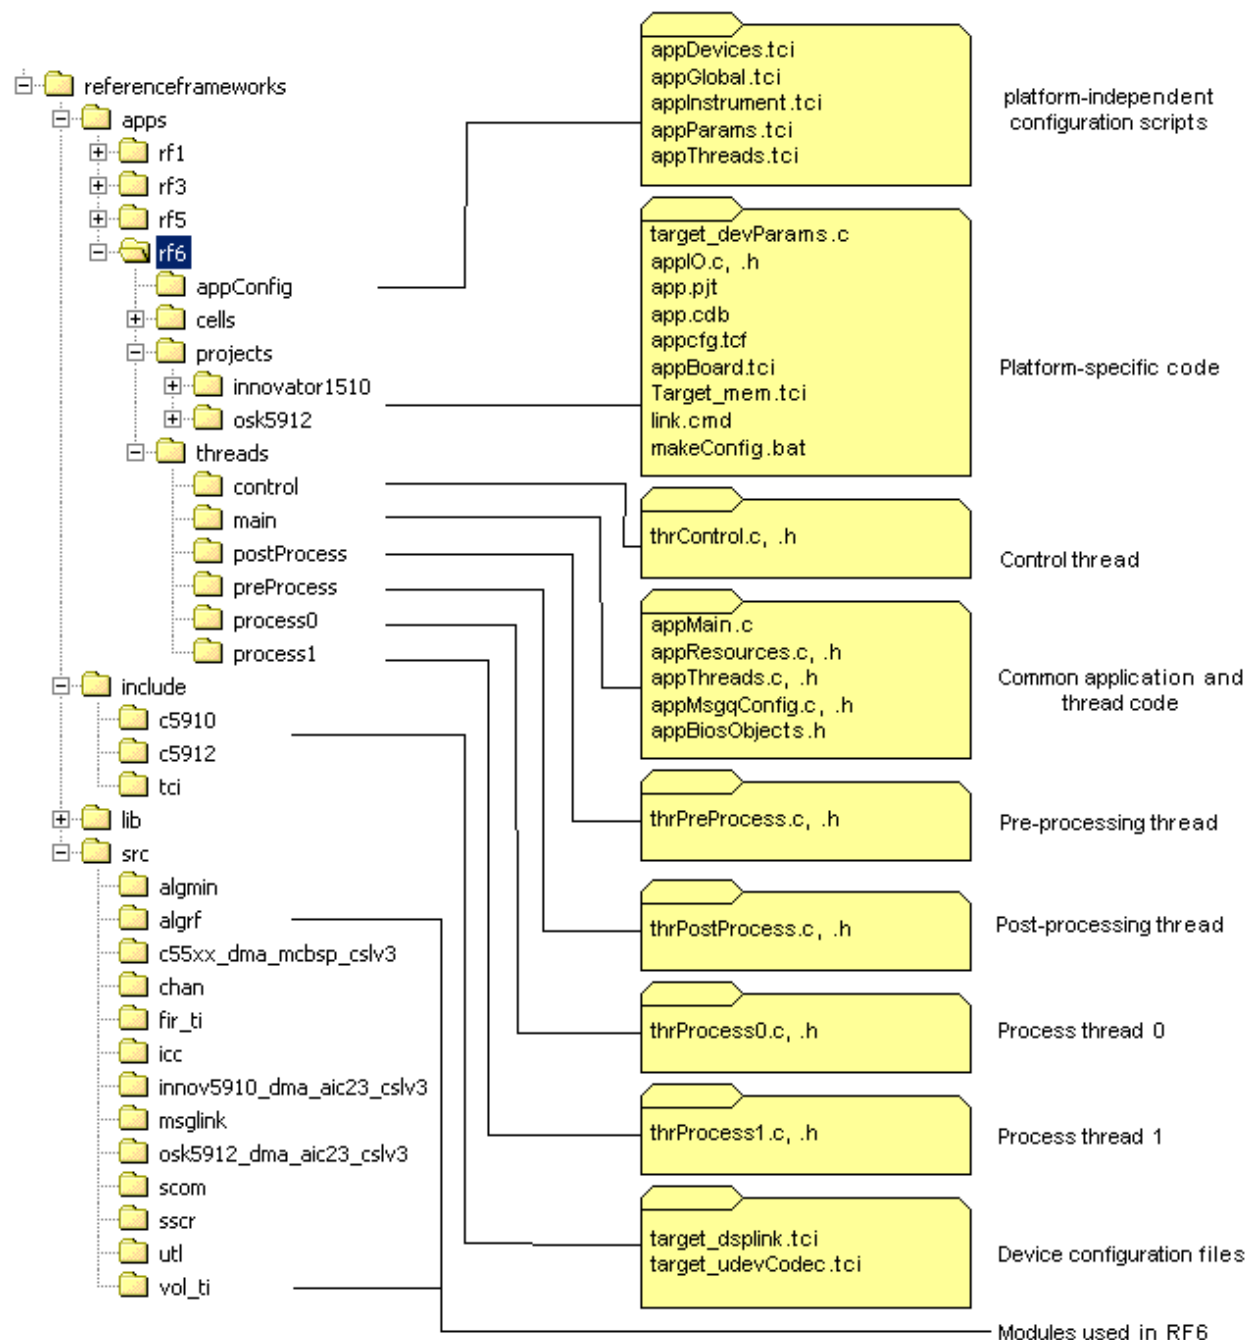 referenceframeworks
apps
rf1
rf3
rf5
rf6
appConfig
cells
projects
innovator1510
osk5912
threads
control
main
postProcess
preProcess
process0
process1
include
c5910
c5912
tci
lib
src
algmin
algrf
c55xx_dma_mcbsp_cslv3
chan
fir_ti
icc
innov5910_dma_aic23_cslv3
msglink
osk5912_dma_aic23_cslv3
scom
sscr
utl
vol_ti
appDevices.tci
appGlobal.tci
appInstrument.tci
appParams.tci
appThreads.tci
platform-independent
configuration scripts
target_devParams.c
appIO.c, .h
app.pjt
app.cdb
appcfg.tcf
appBoard.tci
Target_mem.tci
link.cmd
makeConfig.bat
Platform-specific code
thrControl.c, .h
Control thread
appMain.c
appResources.c, .h
appThreads.c, .h
appMsgqConfig.c, .h
appBiosObjects.h
Common application and
thread code
thrPreProcess.c, .h
Pre-processing thread
thrPostProcess.c, .h
Post-processing thread
thrProcess0.c, .h
Process thread 0
thrProcess1.c, .h
Process thread 1
target_dsplink.tci
target_udevCodec.tci
Device configuration files
Modules used in RF6